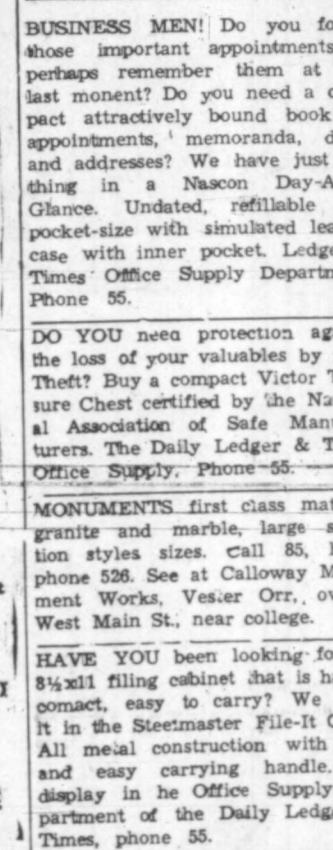 BUSINESS MEN! Do you fo
those important appointments
perhaps remember them at
last monent? Do you need a c
pact attractively bound book
appointments, memoranda, d
and addresses? We have just
thing in a Nascon Day-A
Glance. Undated, refillable
pocket-size with simulated lea
case with inner pocket. Ledge
Times Office Supply Departm
Phone 55.
DO YOU need protection aga
the loss of your valuables by
Theft? Buy a compact Victor T
sure Chest certified by the Na
al Association of Safe Manu
turers. The Daily Ledger & T
Office Supply, Phone 55.
MONUMENTS first class mat
granite and marble, large s
tion styles sizes. Call 85,
phone 526. See at Calloway M
ment Works, Vester Orr, ov
West Main St., near college.
HAVE YOU been looking fo
8½x11 filing cabinet that is h
comact, easy to carry? We
it in the Steelmaster File-It C
All metal construction with
and easy carrying handle.
display in he Office Supply
partment of the Daily Ledg
Times, phone 55.